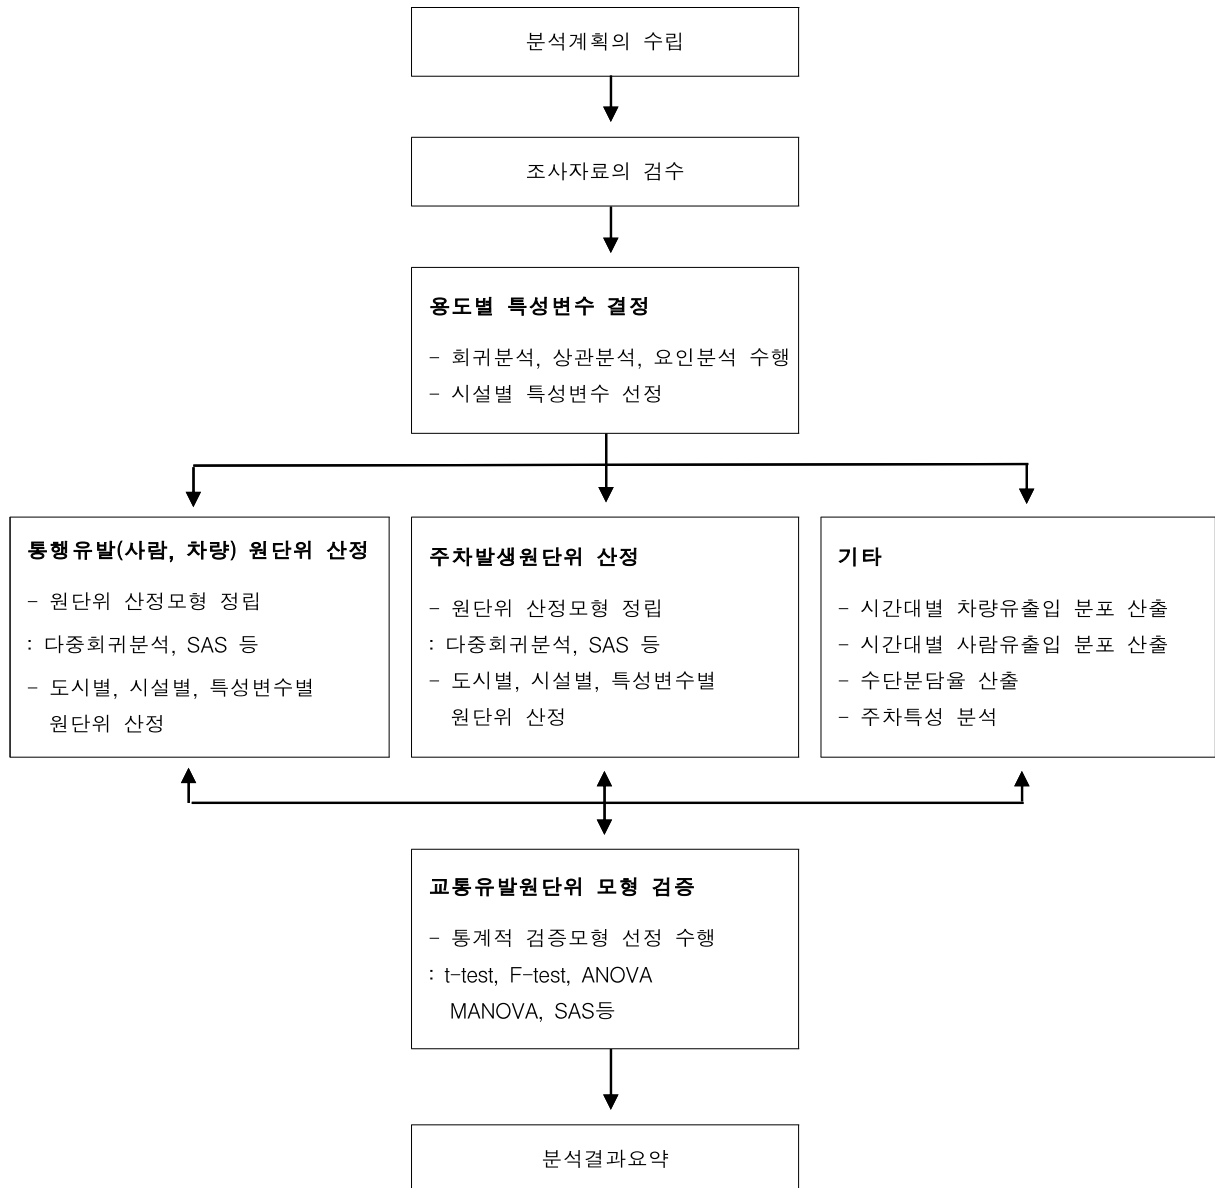 분석계획의 수립
조사자료의 검수
용도별 특성변수 결정
- 회귀분석, 상관분석, 요인분석 수행
- 시설별 특성변수 선정
통행유발(사람, 차량) 원단위 산정
- 원단위 산정모형 정립
: 다중회귀분석, SAS 등
- 도시별, 시설별, 특성변수별
원단위 산정
주차발생원단위 산정
- 원단위 산정모형 정립
: 다중회귀분석, SAS 등
- 도시별, 시설별, 특성변수별
원단위 산정
기타
- 시간대별 차량유출입 분포 산출
- 시간대별 사람유출입 분포 산출
- 수단분담율 산출
- 주차특성 분석
교통유발원단위 모형 검증
- 통계적 검증모형 선정 수행
: t-test, F-test, ANOVA
MANOVA, SAS등
분석결과요약